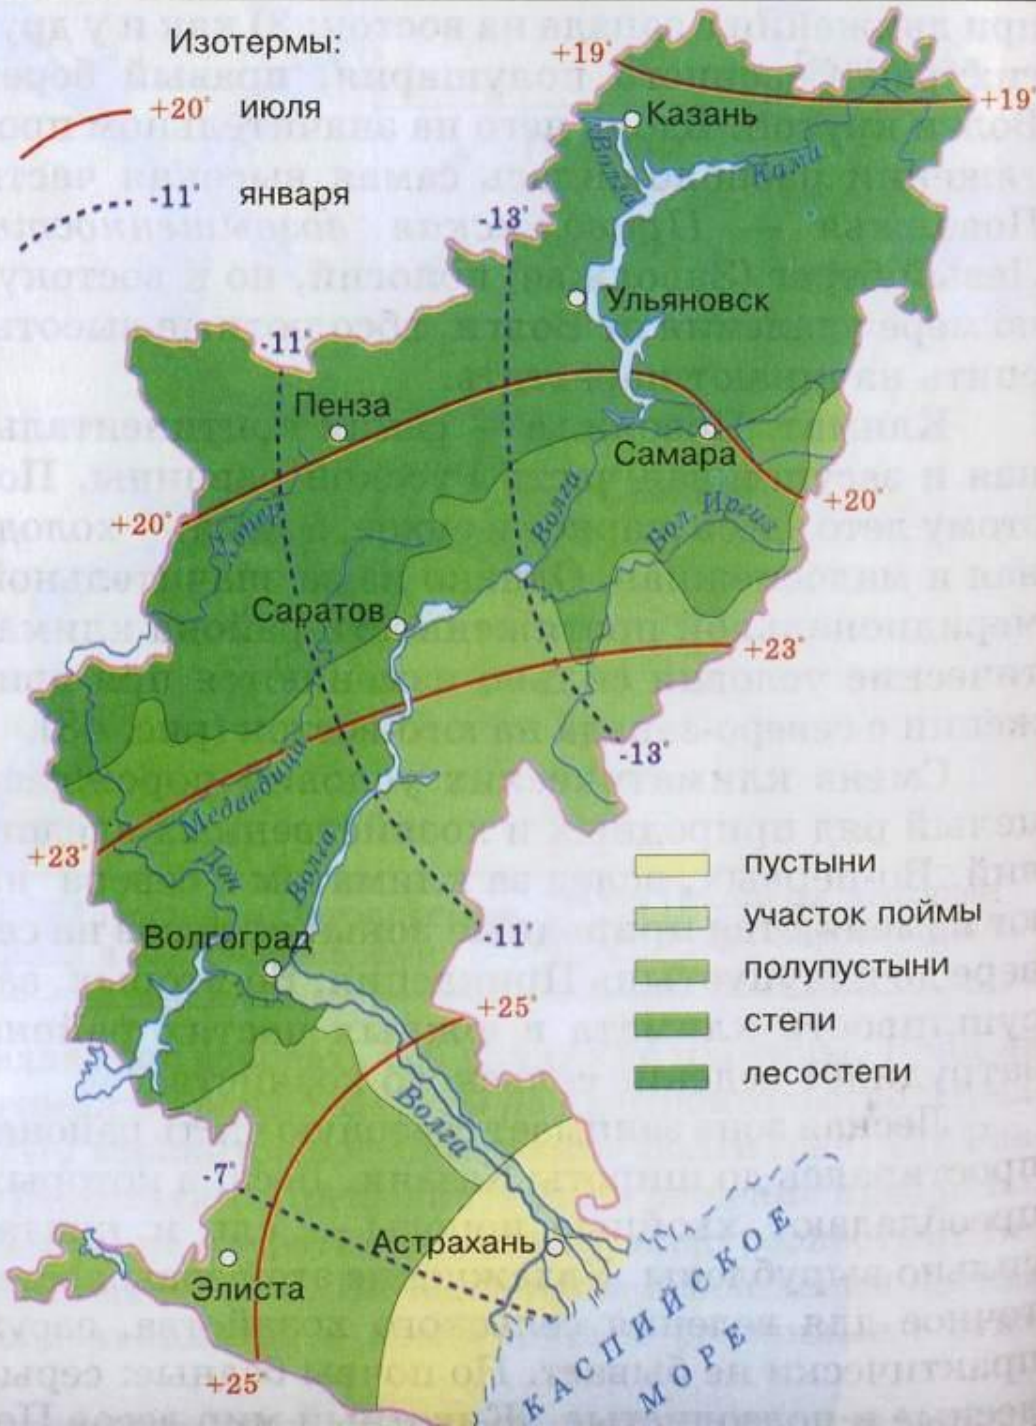 Изотермы:
+20° июля
-11° января
+19°
+19°
Казань
Волга
Кама
-13°
Ульяновск
-11°
Пенза
Самара
+20°
+20°
Хопёр
Волга
Бол. Иргиз
Саратов
+23°
-13°
Медведица
+23°
Дон
Волга
Волгоград
-11°
+25°
Волга
-7°
Астрахань
Элиста
+25°
КАСПИЙСКОЕ
МОРЕ
пустыни
участок поймы
полупустыни
степи
лесостепи